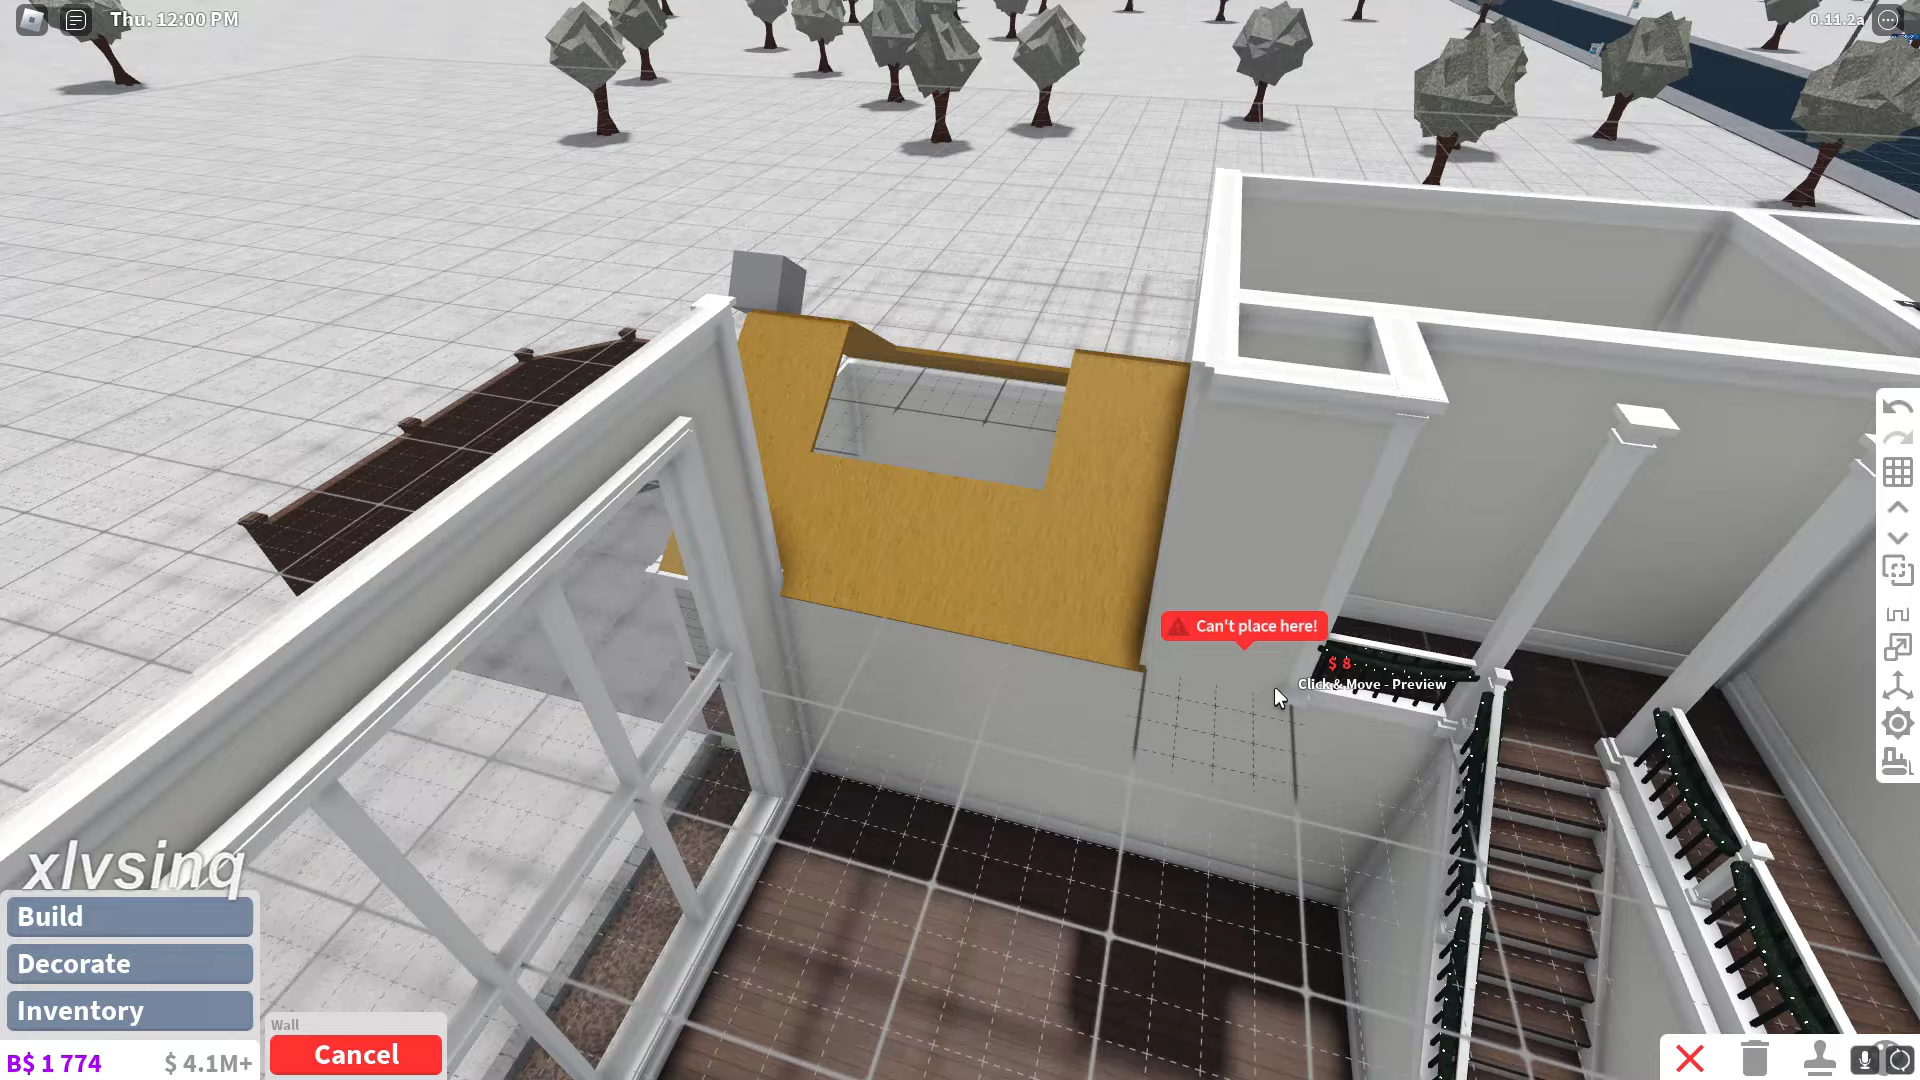 Thu. 12:00 PM
0.11.2a
Can't place here!
$ 8
Click & Move - Preview
xlvsinq
Build
Decorate
Inventory
Wall
Cancel
B$ 1 774
$ 4.1M+